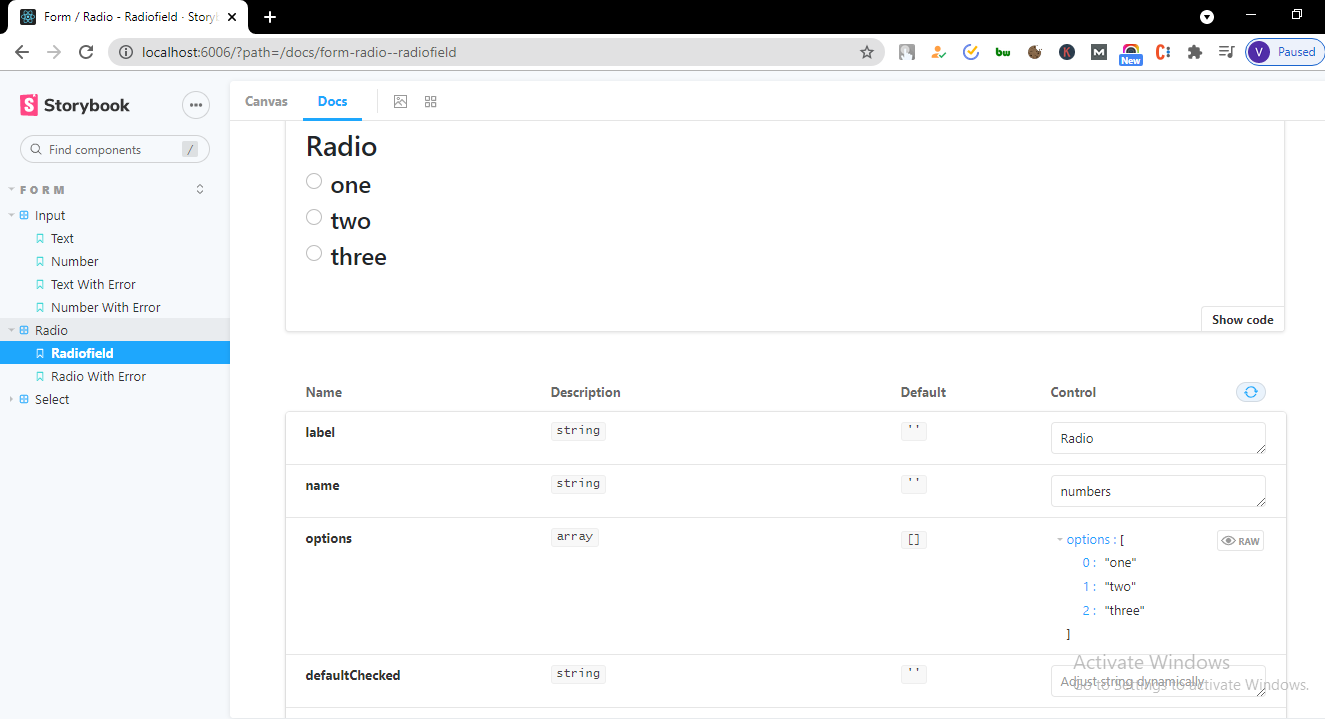 Form / Radio - Radiofield · Story
localhost:6006/?path=/docs/form-radio--radiofield
bw
K
M
New
C
V Paused
S Storybook
Canvas Docs
Find components /
FORM
Input
Text
Number
Text With Error
Number With Error
Radio
Radiofield
Radio With Error
Select
Radio
one
two
three
Show code
Name Description Default Control
label string '' Radio
name string '' numbers
options array [] options : [ RAW
0 : "one"
1 : "two"
2 : "three"
]
defaultChecked string '' Adjust string dynamically
Activate Windows
Go to Settings to activate Windows.